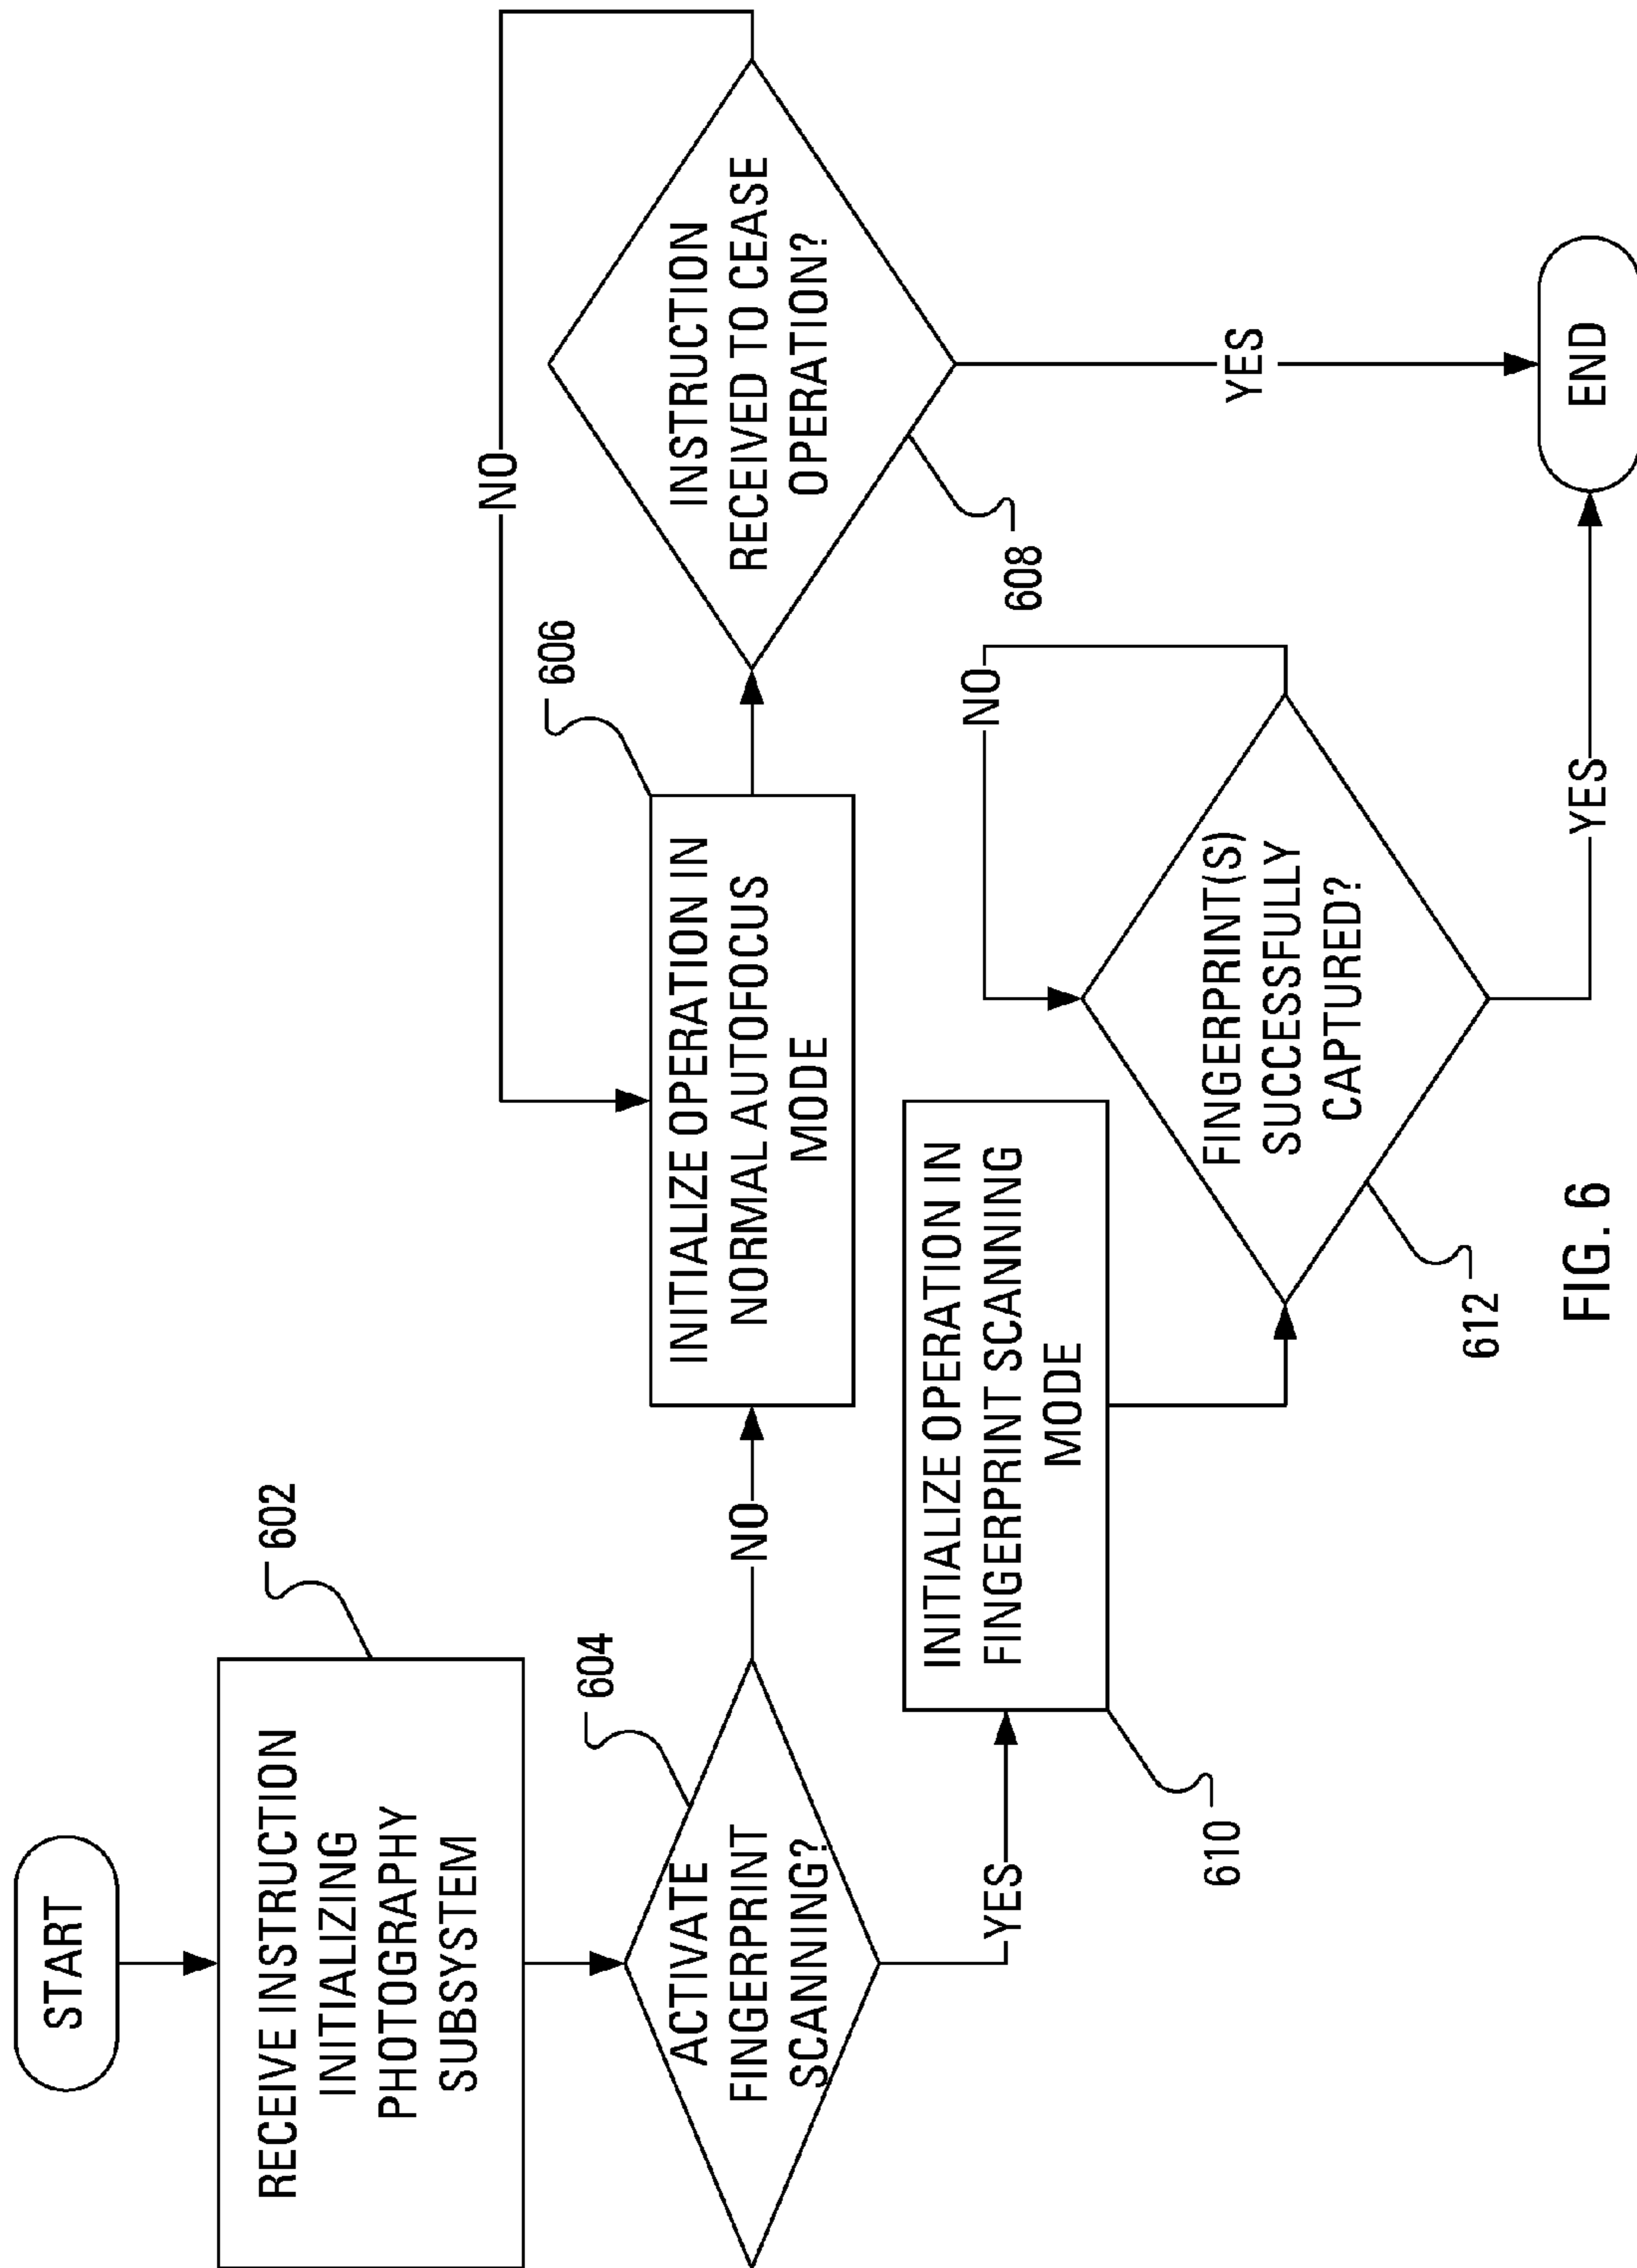 START
RECEIVE INSTRUCTION
INITIALIZING
PHOTOGRAPHY
SUBSYSTEM
602
ACTIVATE
FINGERPRINT
SCANNING?
604
NO
INITIALIZE OPERATION IN
NORMAL AUTOFOCUS
MODE
606
INSTRUCTION
RECEIVED TO CEASE
OPERATION?
608
NO
YES
YES
INITIALIZE OPERATION IN
FINGERPRINT SCANNING
MODE
610
FINGERPRINT(S)
SUCCESSFULLY
CAPTURED?
612
NO
YES
END
FIG. 6